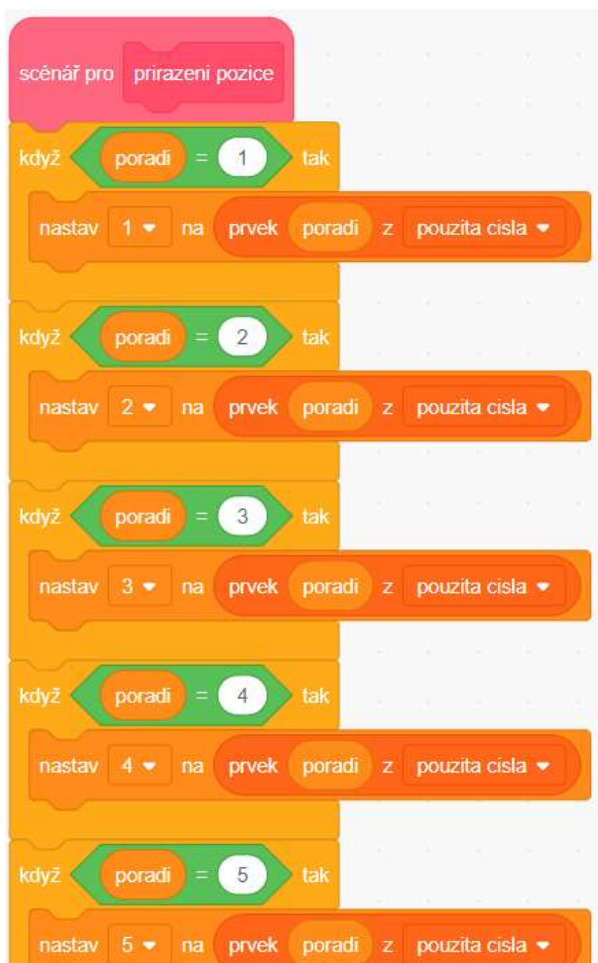 scénář pro prirazeni pozice
když poradi = 1 tak
nastav 1 na prvek poradi z pouzita cisla
když poradi = 2 tak
nastav 2 na prvek poradi z pouzita cisla
když poradi = 3 tak
nastav 3 na prvek poradi z pouzita cisla
když poradi = 4 tak
nastav 4 na prvek poradi z pouzita cisla
když poradi = 5 tak
nastav 5 na prvek poradi z pouzita cisla